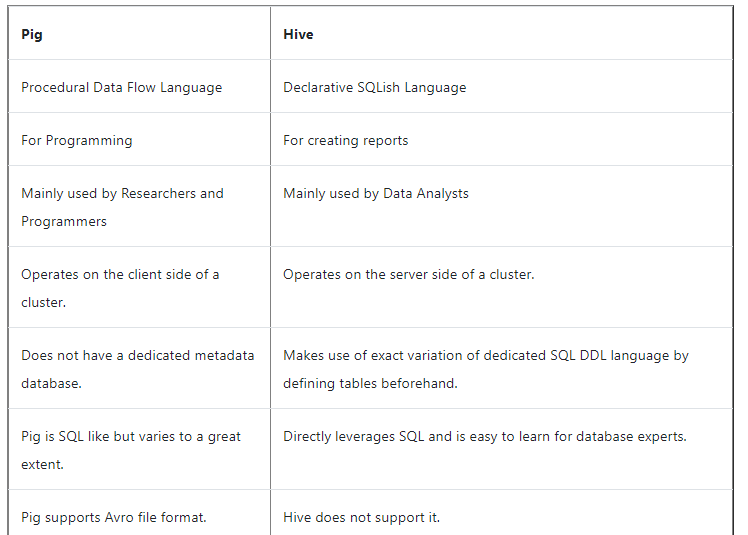 Pig Hive
Procedural Data Flow Language Declarative SQLish Language
For Programming For creating reports
Mainly used by Researchers and Mainly used by Data Analysts
Programmers
Operates on the client side of a Operates on the server side of a cluster.
cluster.
Does not have a dedicated metadata Makes use of exact variation of dedicated SQL DDL language by
database. defining tables beforehand.
Pig is SQL like but varies to a great Directly leverages SQL and is easy to learn for database experts.
extent.
Pig supports Avro file format. Hive does not support it.